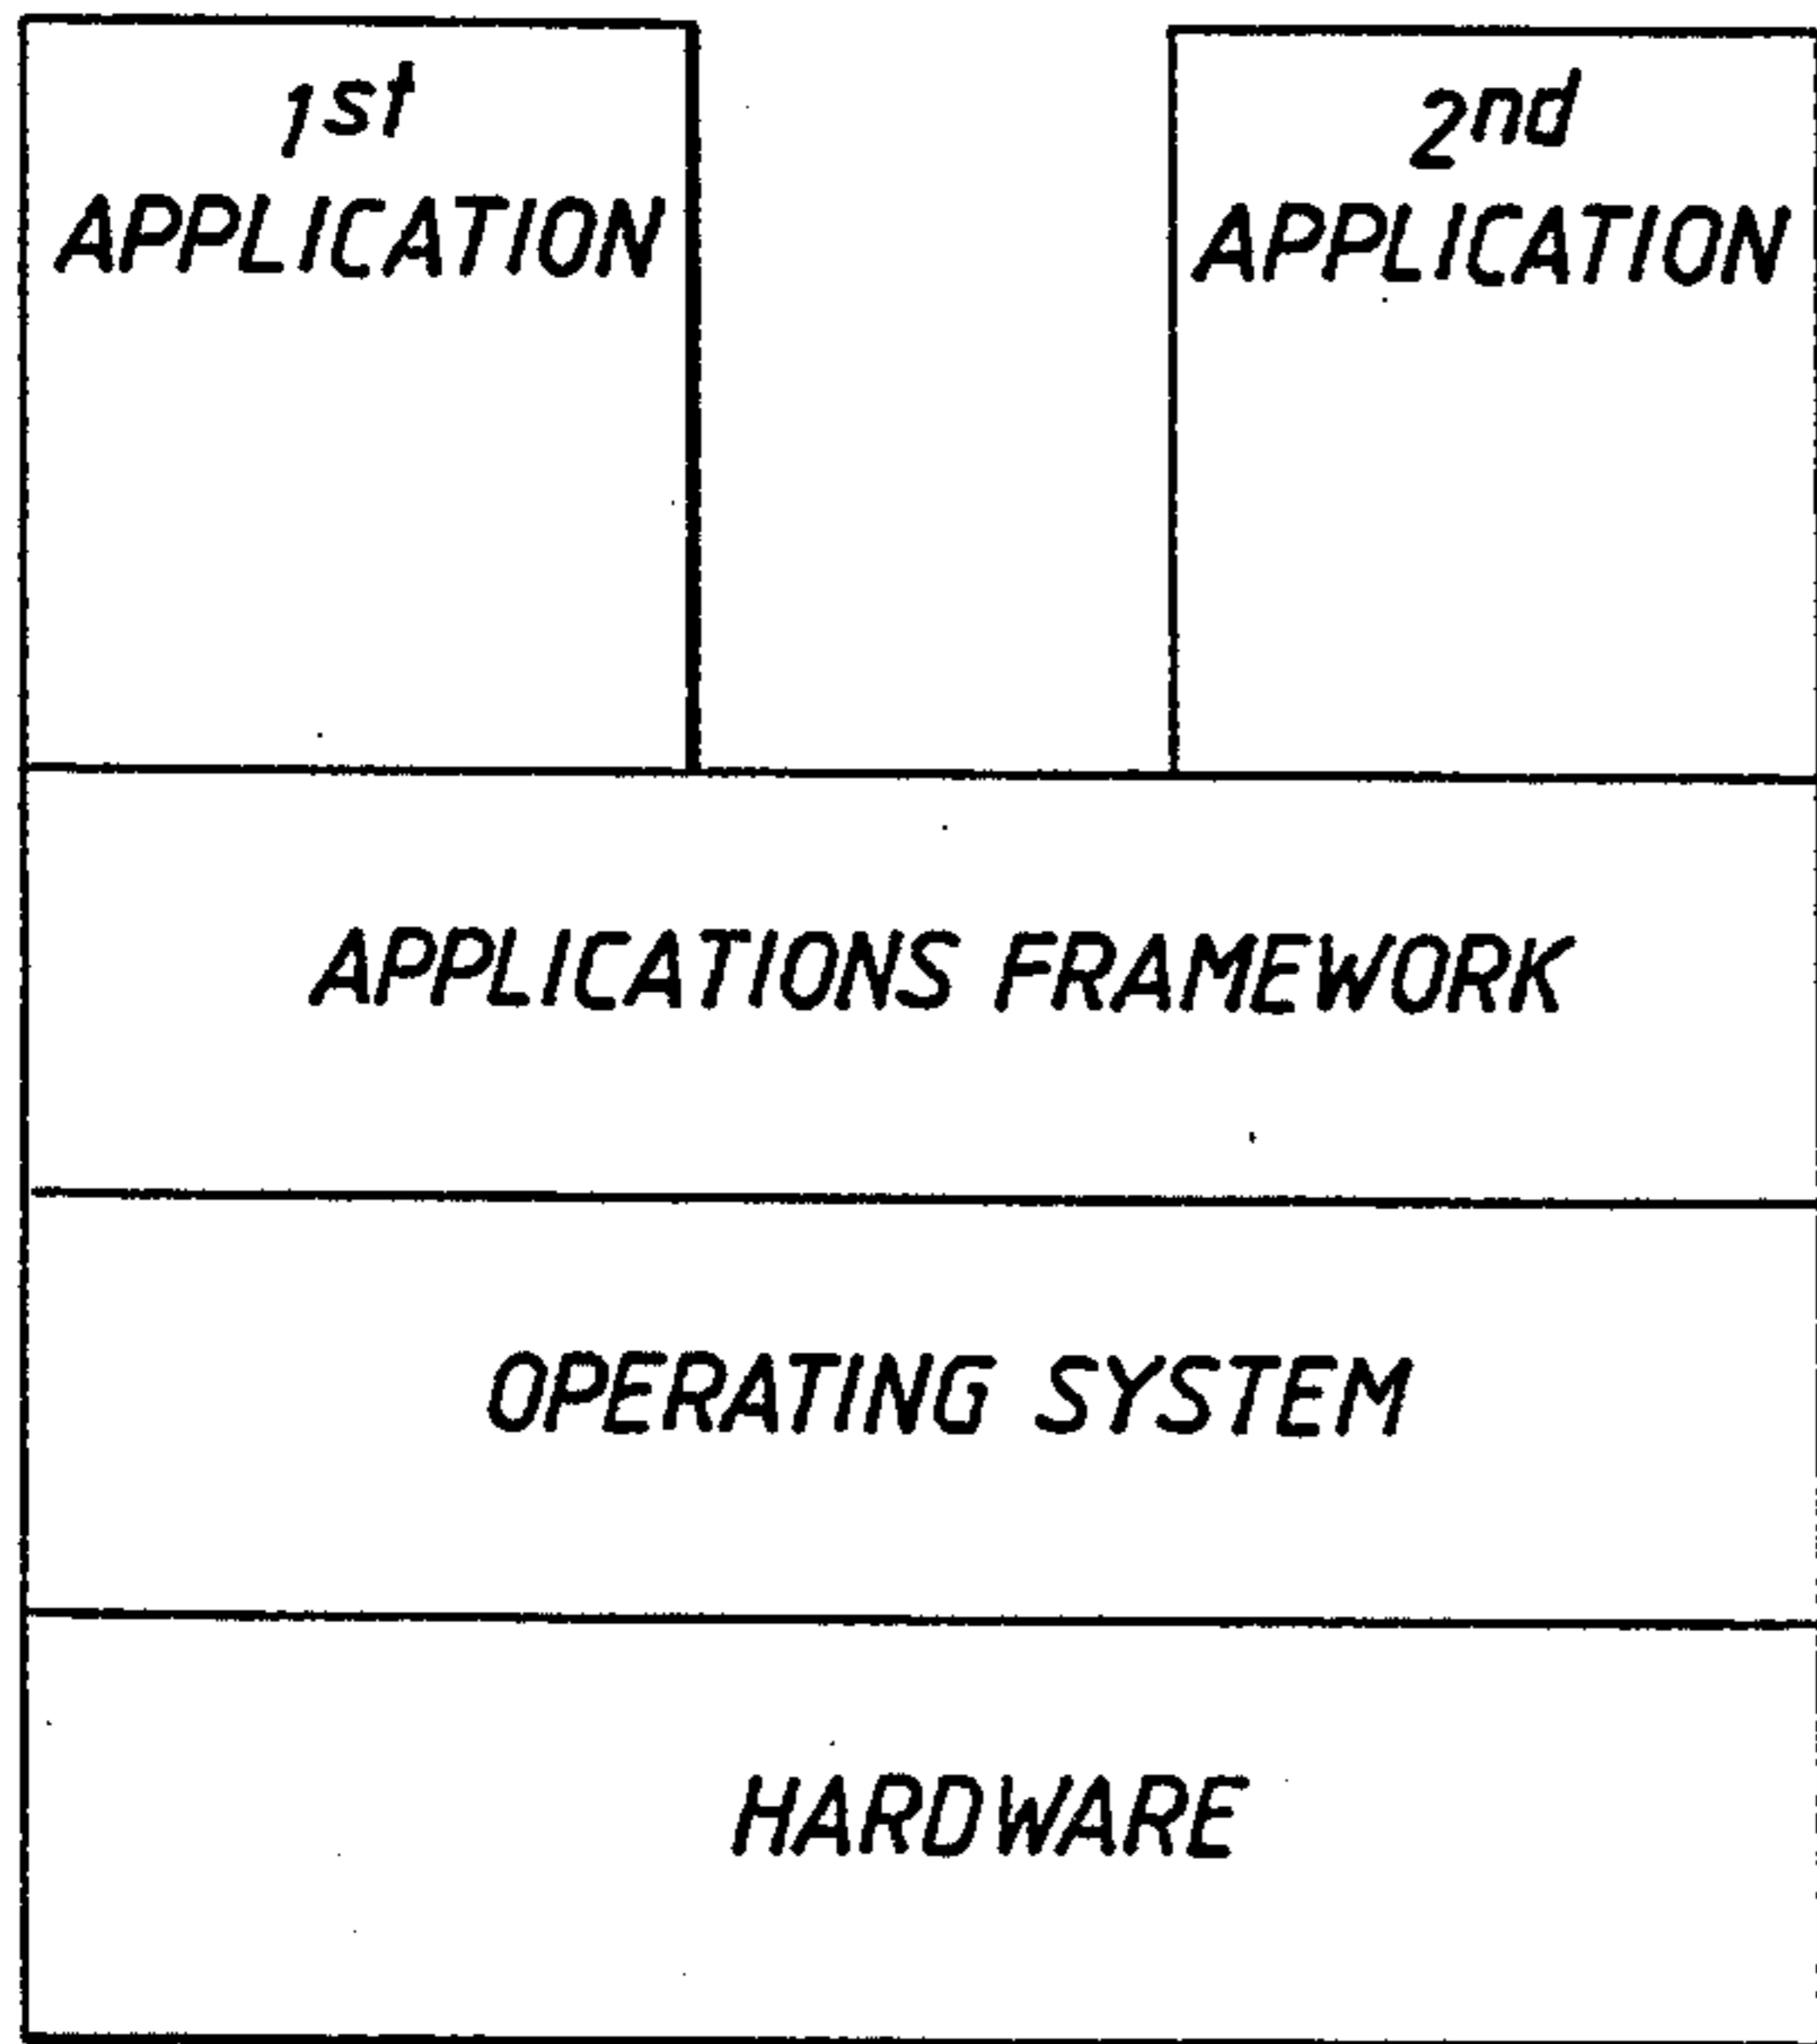 1st
APPLICATION
2nd
APPLICATION
APPLICATIONS FRAMEWORK
OPERATING SYSTEM
HARDWARE